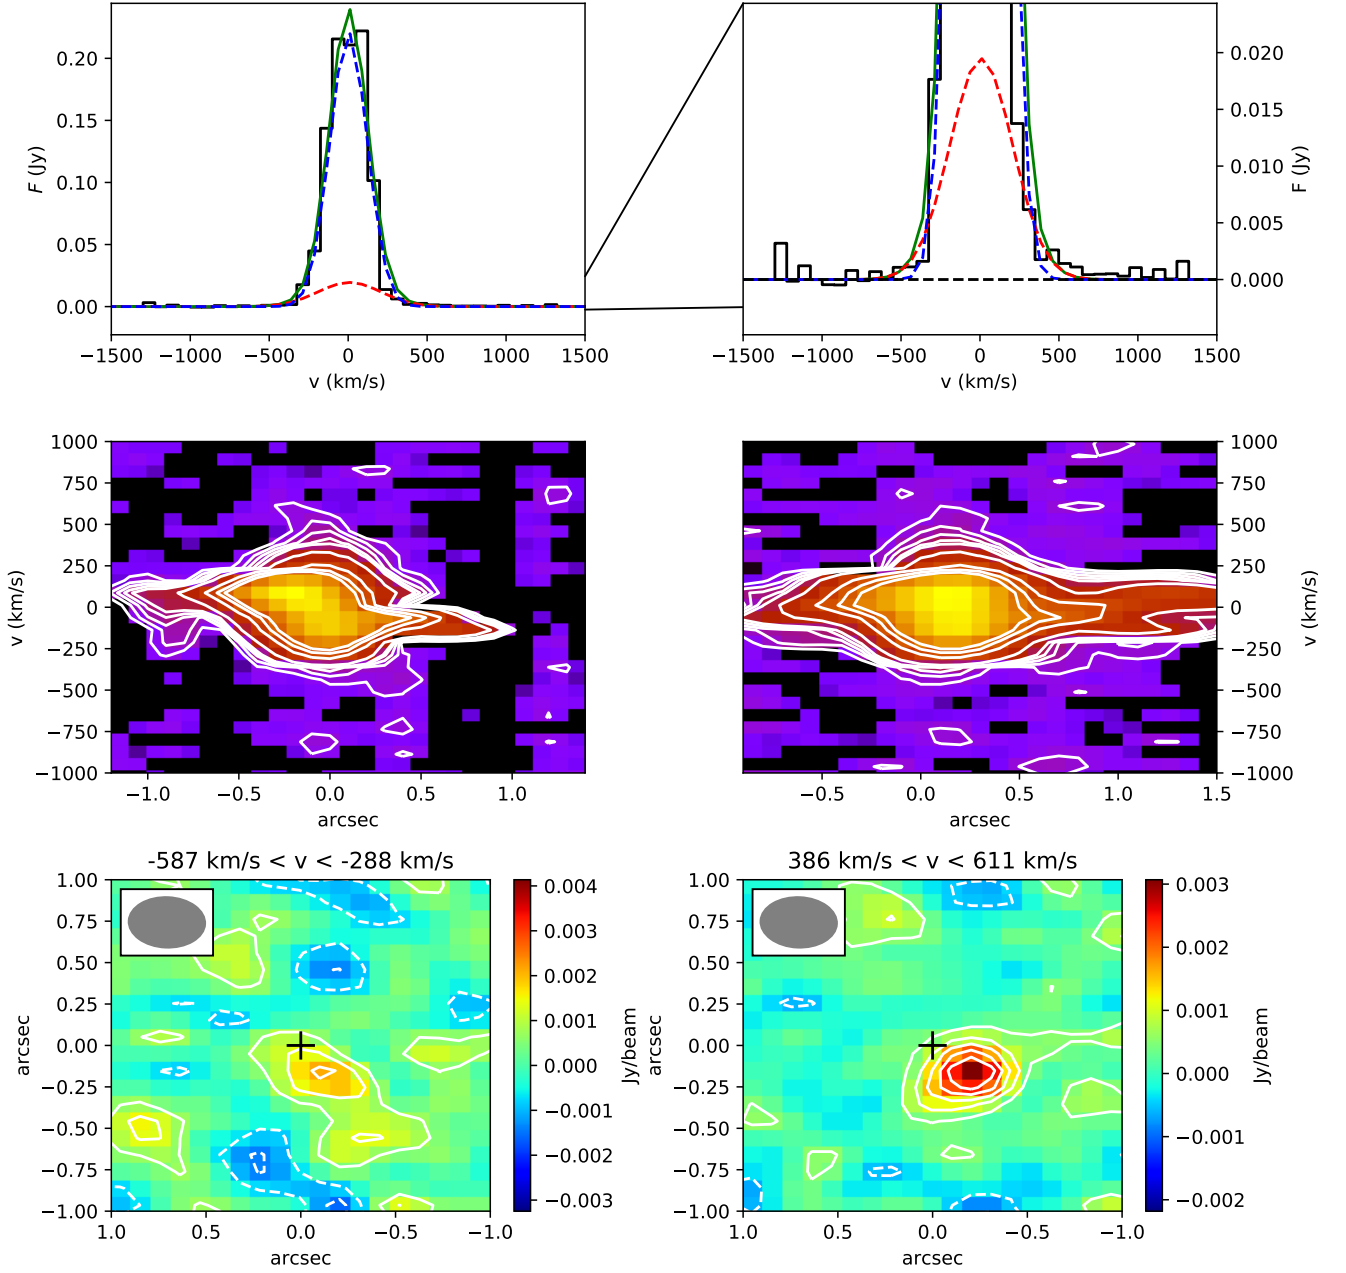 0.20
0.15
0.10
0.05
0.00
F (Jy)
−1500 −1000 −500 0 500 1000 1500
v (km/s)
0.020
0.015
0.010
0.005
0.000
F (Jy)
−1500 −1000 −500 0 500 1000 1500
v (km/s)
1000
750
500
250
0
−250
−500
−750
−1000
v (km/s)
−1.0 −0.5 0.0 0.5 1.0
arcsec
1000
750
500
250
0
−250
−500
−750
−1000
v (km/s)
−0.5 0.0 0.5 1.0 1.5
arcsec
-587 km/s < v < -288 km/s
1.00
0.75
0.50
0.25
0.00
−0.25
−0.50
−0.75
−1.00
arcsec
1.0 0.5 0.0 −0.5 −1.0
arcsec
0.004
0.003
0.002
0.001
0.000
−0.001
−0.002
−0.003
Jy/beam
386 km/s < v < 611 km/s
1.00
0.75
0.50
0.25
0.00
−0.25
−0.50
−0.75
−1.00
arcsec
1.0 0.5 0.0 −0.5 −1.0
arcsec
0.003
0.002
0.001
0.000
−0.001
−0.002
Jy/beam